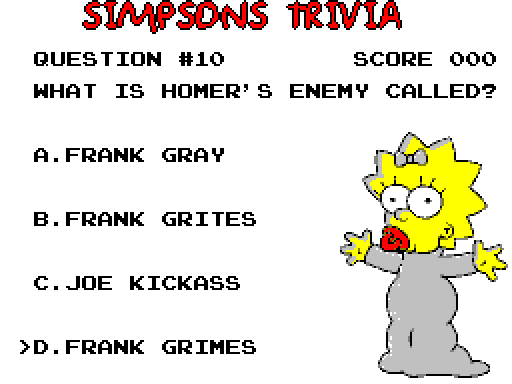 SIMPSONS TRIVIA
QUESTION #10 SCORE 000
WHAT IS HOMER'S ENEMY CALLED?
A.FRANK GRAY
B.FRANK GRITES
C.JOE KICKASS
>D.FRANK GRIMES